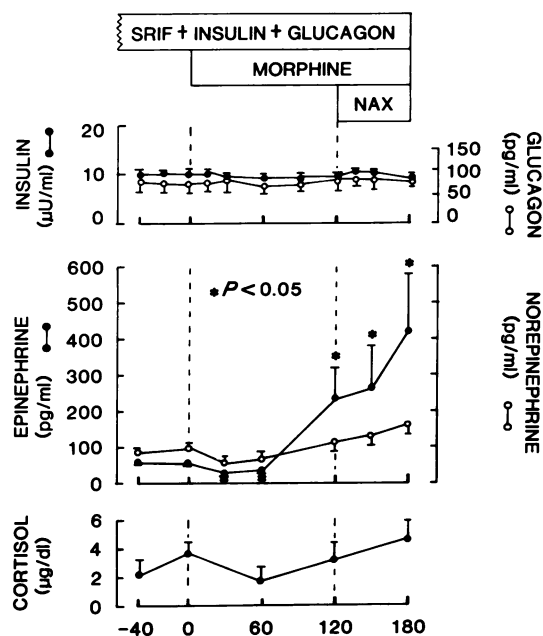 SRIF + INSULIN + GLUCAGON
MORPHINE
NAX
INSULIN
(µU/ml)
20
10
0
150
100
50
0
GLUCAGON
(pg/ml)
EPINEPHRINE
(pg/ml)
600
400
300
200
100
0
* P < 0.05
*
*
*
NOREPINEPHRINE
(pg/ml)
CORTISOL
(µg/dl)
6
4
2
0
-40
0
60
120
180